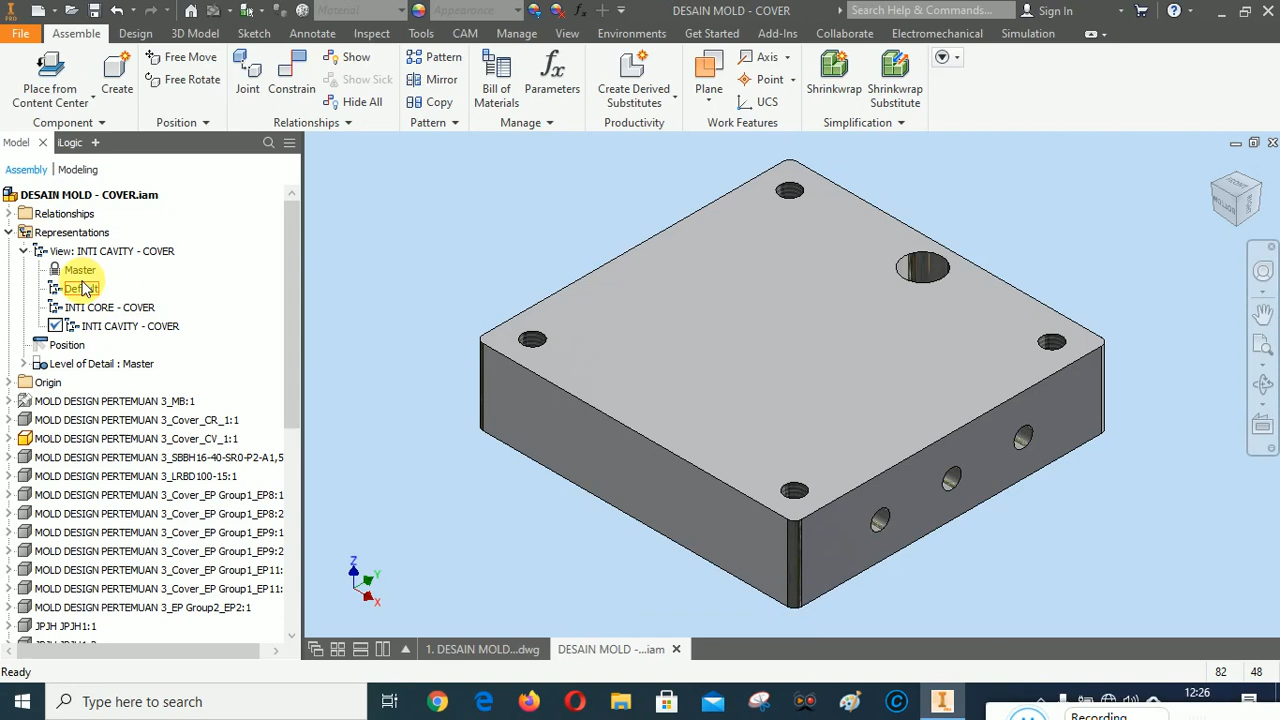 PRO
Material
Appearance
DESAIN MOLD - COVER
Search Help & Commands...
Sign In
File
Assemble
Design
3D Model
Sketch
Annotate
Inspect
Tools
CAM
Manage
View
Environments
Get Started
Add-Ins
Collaborate
Electromechanical
Simulation
Place from
Content Center
Create
Free Move
Free Rotate
Joint
Constrain
Show
Show Sick
Hide All
Pattern
Mirror
Copy
Bill of
Materials
fx
Parameters
Create Derived
Substitutes
Plane
Axis
Point
UCS
Shrinkwrap
Shrinkwrap
Substitute
Component
Position
Relationships
Pattern
Manage
Productivity
Work Features
Simplification
Model
iLogic
Assembly
Modeling
DESAIN MOLD - COVER.iam
Relationships
Representations
View: INTI CAVITY - COVER
Master
Default
INTI CORE - COVER
INTI CAVITY - COVER
Position
Level of Detail : Master
Origin
MOLD DESIGN PERTEMUAN 3_MB:1
MOLD DESIGN PERTEMUAN 3_Cover_CR_1:1
MOLD DESIGN PERTEMUAN 3_Cover_CV_1:1
MOLD DESIGN PERTEMUAN 3_SBBH16-40-SR0-P2-A1,5
MOLD DESIGN PERTEMUAN 3_LRBD100-15:1
MOLD DESIGN PERTEMUAN 3_Cover_EP Group1_EP8:1
MOLD DESIGN PERTEMUAN 3_Cover_EP Group1_EP8:2
MOLD DESIGN PERTEMUAN 3_Cover_EP Group1_EP9:1
MOLD DESIGN PERTEMUAN 3_Cover_EP Group1_EP9:2
MOLD DESIGN PERTEMUAN 3_Cover_EP Group1_EP11:
MOLD DESIGN PERTEMUAN 3_Cover_EP Group1_EP11:
MOLD DESIGN PERTEMUAN 3_EP Group2_EP2:1
JPJH JPJH1:1
Z
Y
X
FRONT
BOTTOM
1. DESAIN MOLD...dwg
DESAIN MOLD -...iam
Ready
82
48
Type here to search
12:26
Recording